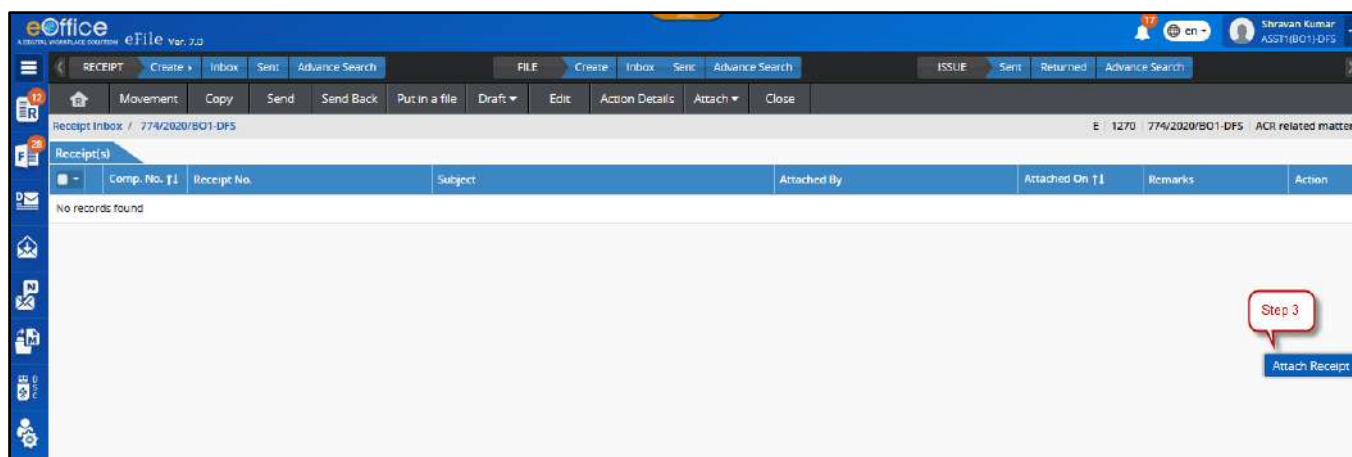 eOffice
A DIGITAL WORKPLACE SOLUTION eFile Ver. 7.0
17
en
Shravan Kumar
ASST1(BO1)-DFS
RECEIPT Create Inbox Sent Advance Search FILE Create Inbox Sent Advance Search ISSUE Sent Returned Advance Search
12
R
Movement Copy Send Send Back Put in a file Draft Edit Action Details Attach Close
Receipt Inbox / 774/2020/BO1-DFS E 1270 774/2020/BO1-DFS ACR related matter
28
F
Receipt(s)
Comp. No. Receipt No. Subject Attached By Attached On Remarks Action
D
No records found
N
Step 3
M
Attach Receipt
DSC